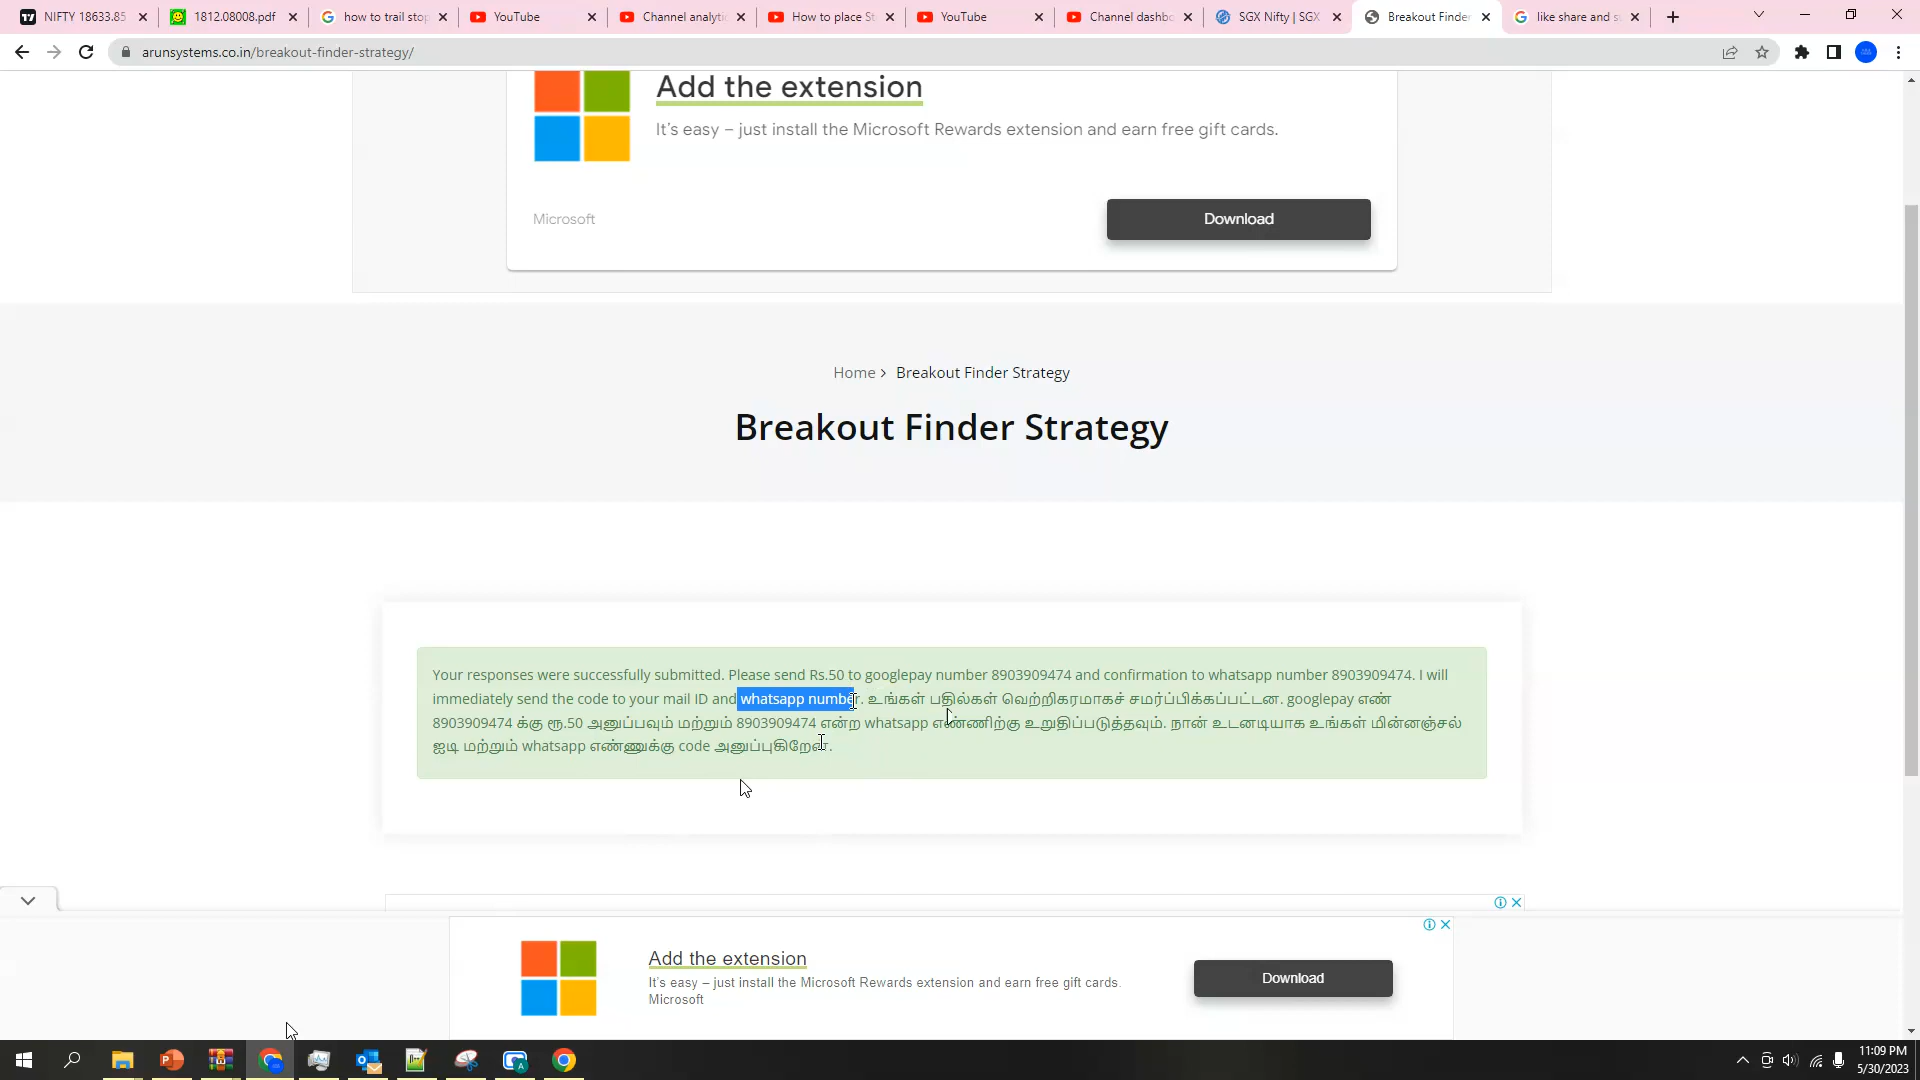 NIFTY 18633.85
1812.08008.pdf
how to trail stop
YouTube
Channel analytic
How to place St
YouTube
Channel dashbo
SGX Nifty | SGX
Breakout Finder
like share and su
arunsystems.co.in/breakout-finder-strategy/
Add the extension
It's easy – just install the Microsoft Rewards extension and earn free gift cards.
Microsoft
Download
Home > Breakout Finder Strategy
Breakout Finder Strategy
Your responses were successfully submitted. Please send Rs.50 to googlepay number 8903909474 and confirmation to whatsapp number 8903909474. I will
immediately send the code to your mail ID and whatsapp number. உங்கள் பதில்கள் வெற்றிகரமாகச் சமர்ப்பிக்கப்பட்டன. googlepay எண்
8903909474 க்கு ரூ.50 அனுப்பவும் மற்றும் 8903909474 என்ற whatsapp எண்ணிற்கு உறுதிப்படுத்தவும். நான் உடனடியாக உங்கள் மின்னஞ்சல்
ஐடி மற்றும் whatsapp எண்ணுக்கு code அனுப்புகிறேன்.
Add the extension
It's easy – just install the Microsoft Rewards extension and earn free gift cards.
Microsoft
Download
11:09 PM
5/30/2023